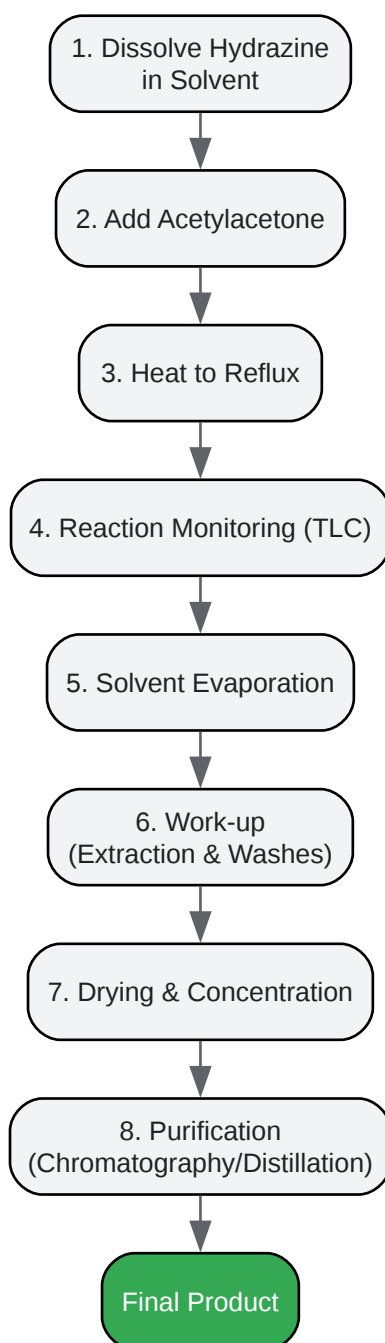 1. Dissolve Hydrazine
in Solvent
2. Add Acetylacetone
3. Heat to Reflux
4. Reaction Monitoring (TLC)
5. Solvent Evaporation
6. Work-up
(Extraction & Washes)
7. Drying & Concentration
8. Purification
(Chromatography/Distillation)
Final Product